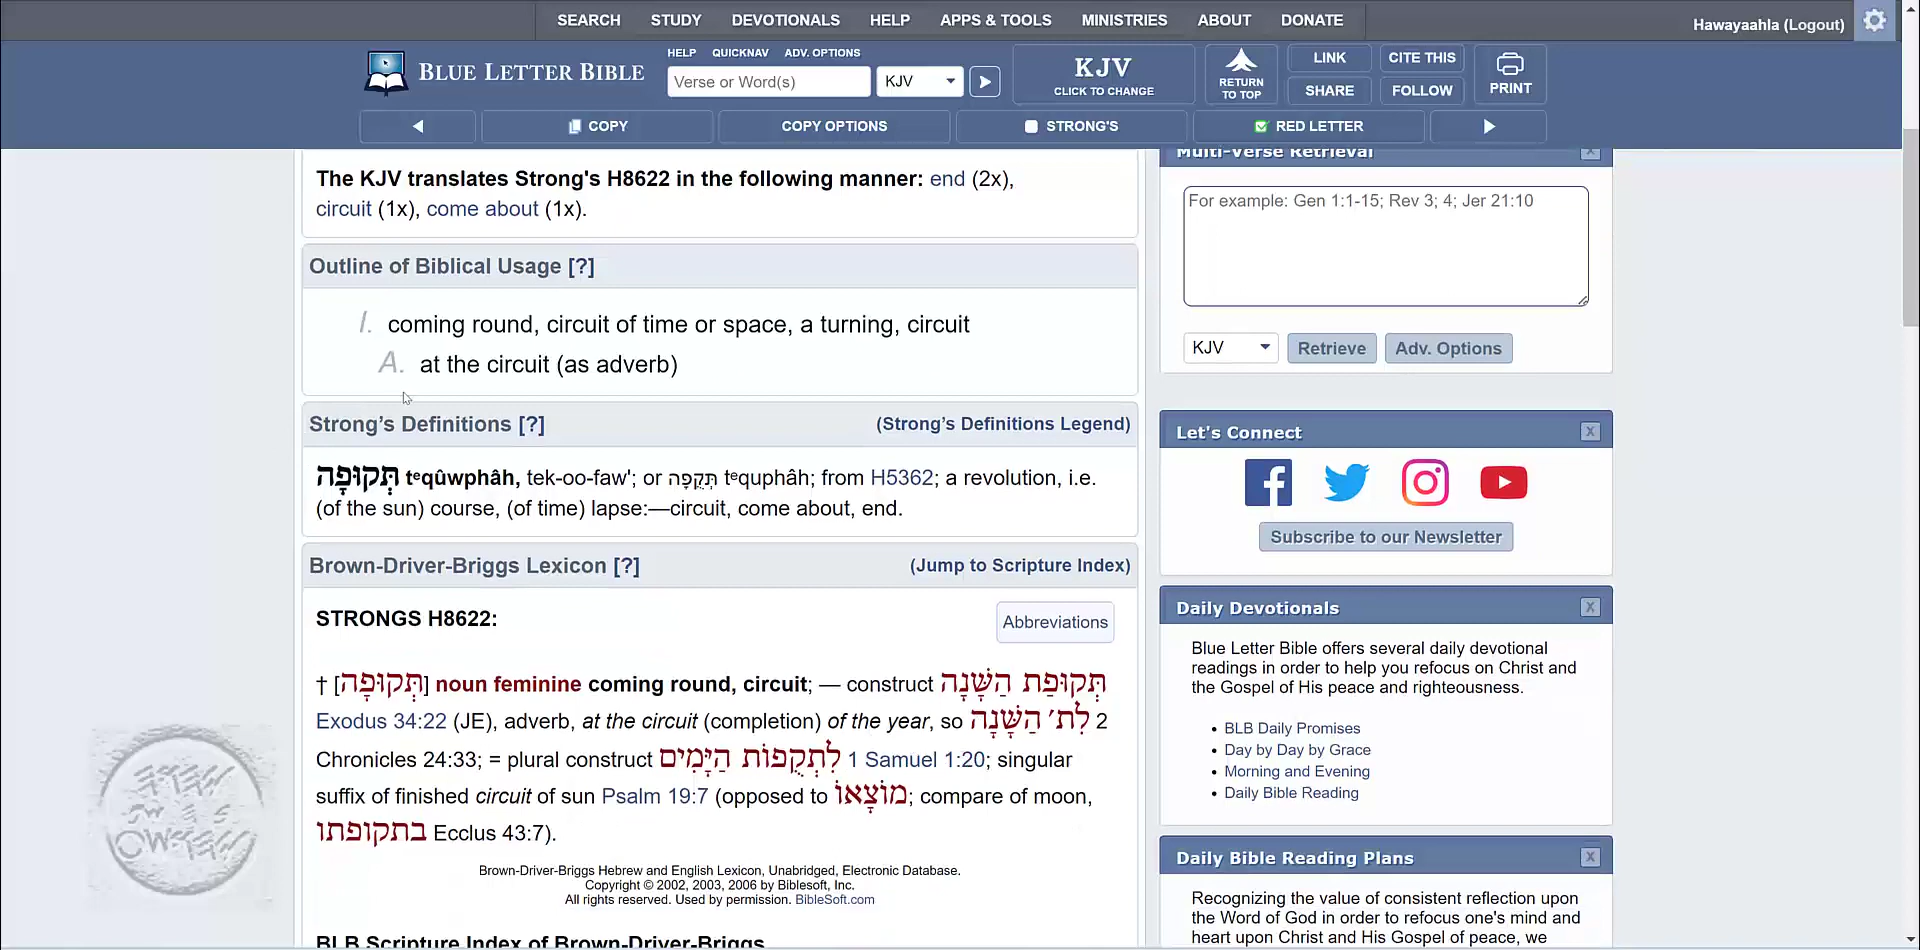 SEARCH STUDY DEVOTIONALS HELP APPS & TOOLS MINISTRIES ABOUT DONATE
Hawayaahla (Logout)
BLUE LETTER BIBLE
HELP QUICKNAV ADV. OPTIONS
Verse or Word(s) KJV
KJV
CLICK TO CHANGE
RETURN
TO TOP
LINK CITE THIS
SHARE FOLLOW
PRINT
COPY COPY OPTIONS STRONG'S RED LETTER
The KJV translates Strong's H8622 in the following manner: end (2x),
circuit (1x), come about (1x).
Outline of Biblical Usage [?]
I. coming round, circuit of time or space, a turning, circuit
A. at the circuit (as adverb)
Strong’s Definitions [?] (Strong’s Definitions Legend)
תְּקוּפָה tᵉqûwphâh, tek-oo-faw'; or תְּקֻפָה tᵉquphâh; from H5362; a revolution, i.e.
(of the sun) course, (of time) lapse:—circuit, come about, end.
Brown-Driver-Briggs Lexicon [?] (Jump to Scripture Index)
STRONGS H8622:
Abbreviations
† [תְּקוּפָה] noun feminine coming round, circuit; — construct תְּקוּפַת הַשָּׁנָה
Exodus 34:22 (JE), adverb, at the circuit (completion) of the year, so לִת׳ הַשָּׁנָה 2
Chronicles 24:33; = plural construct לִתְקֻפוֹת הַיָּמִים 1 Samuel 1:20; singular
suffix of finished circuit of sun Psalm 19:7 (opposed to מוֹצָאוֹ; compare of moon,
בתקופתו Ecclus 43:7).
Brown-Driver-Briggs Hebrew and English Lexicon, Unabridged, Electronic Database.
Copyright © 2002, 2003, 2006 by Biblesoft, Inc.
All rights reserved. Used by permission. BibleSoft.com
BLB Scripture Index of Brown-Driver-Briggs
Multi-Verse Retrieval
For example: Gen 1:1-15; Rev 3; 4; Jer 21:10
KJV Retrieve Adv. Options
Let's Connect
Subscribe to our Newsletter
Daily Devotionals
Blue Letter Bible offers several daily devotional
readings in order to help you refocus on Christ and
the Gospel of His peace and righteousness.
• BLB Daily Promises
• Day by Day by Grace
• Morning and Evening
• Daily Bible Reading
Daily Bible Reading Plans
Recognizing the value of consistent reflection upon
the Word of God in order to refocus one's mind and
heart upon Christ and His Gospel of peace, we